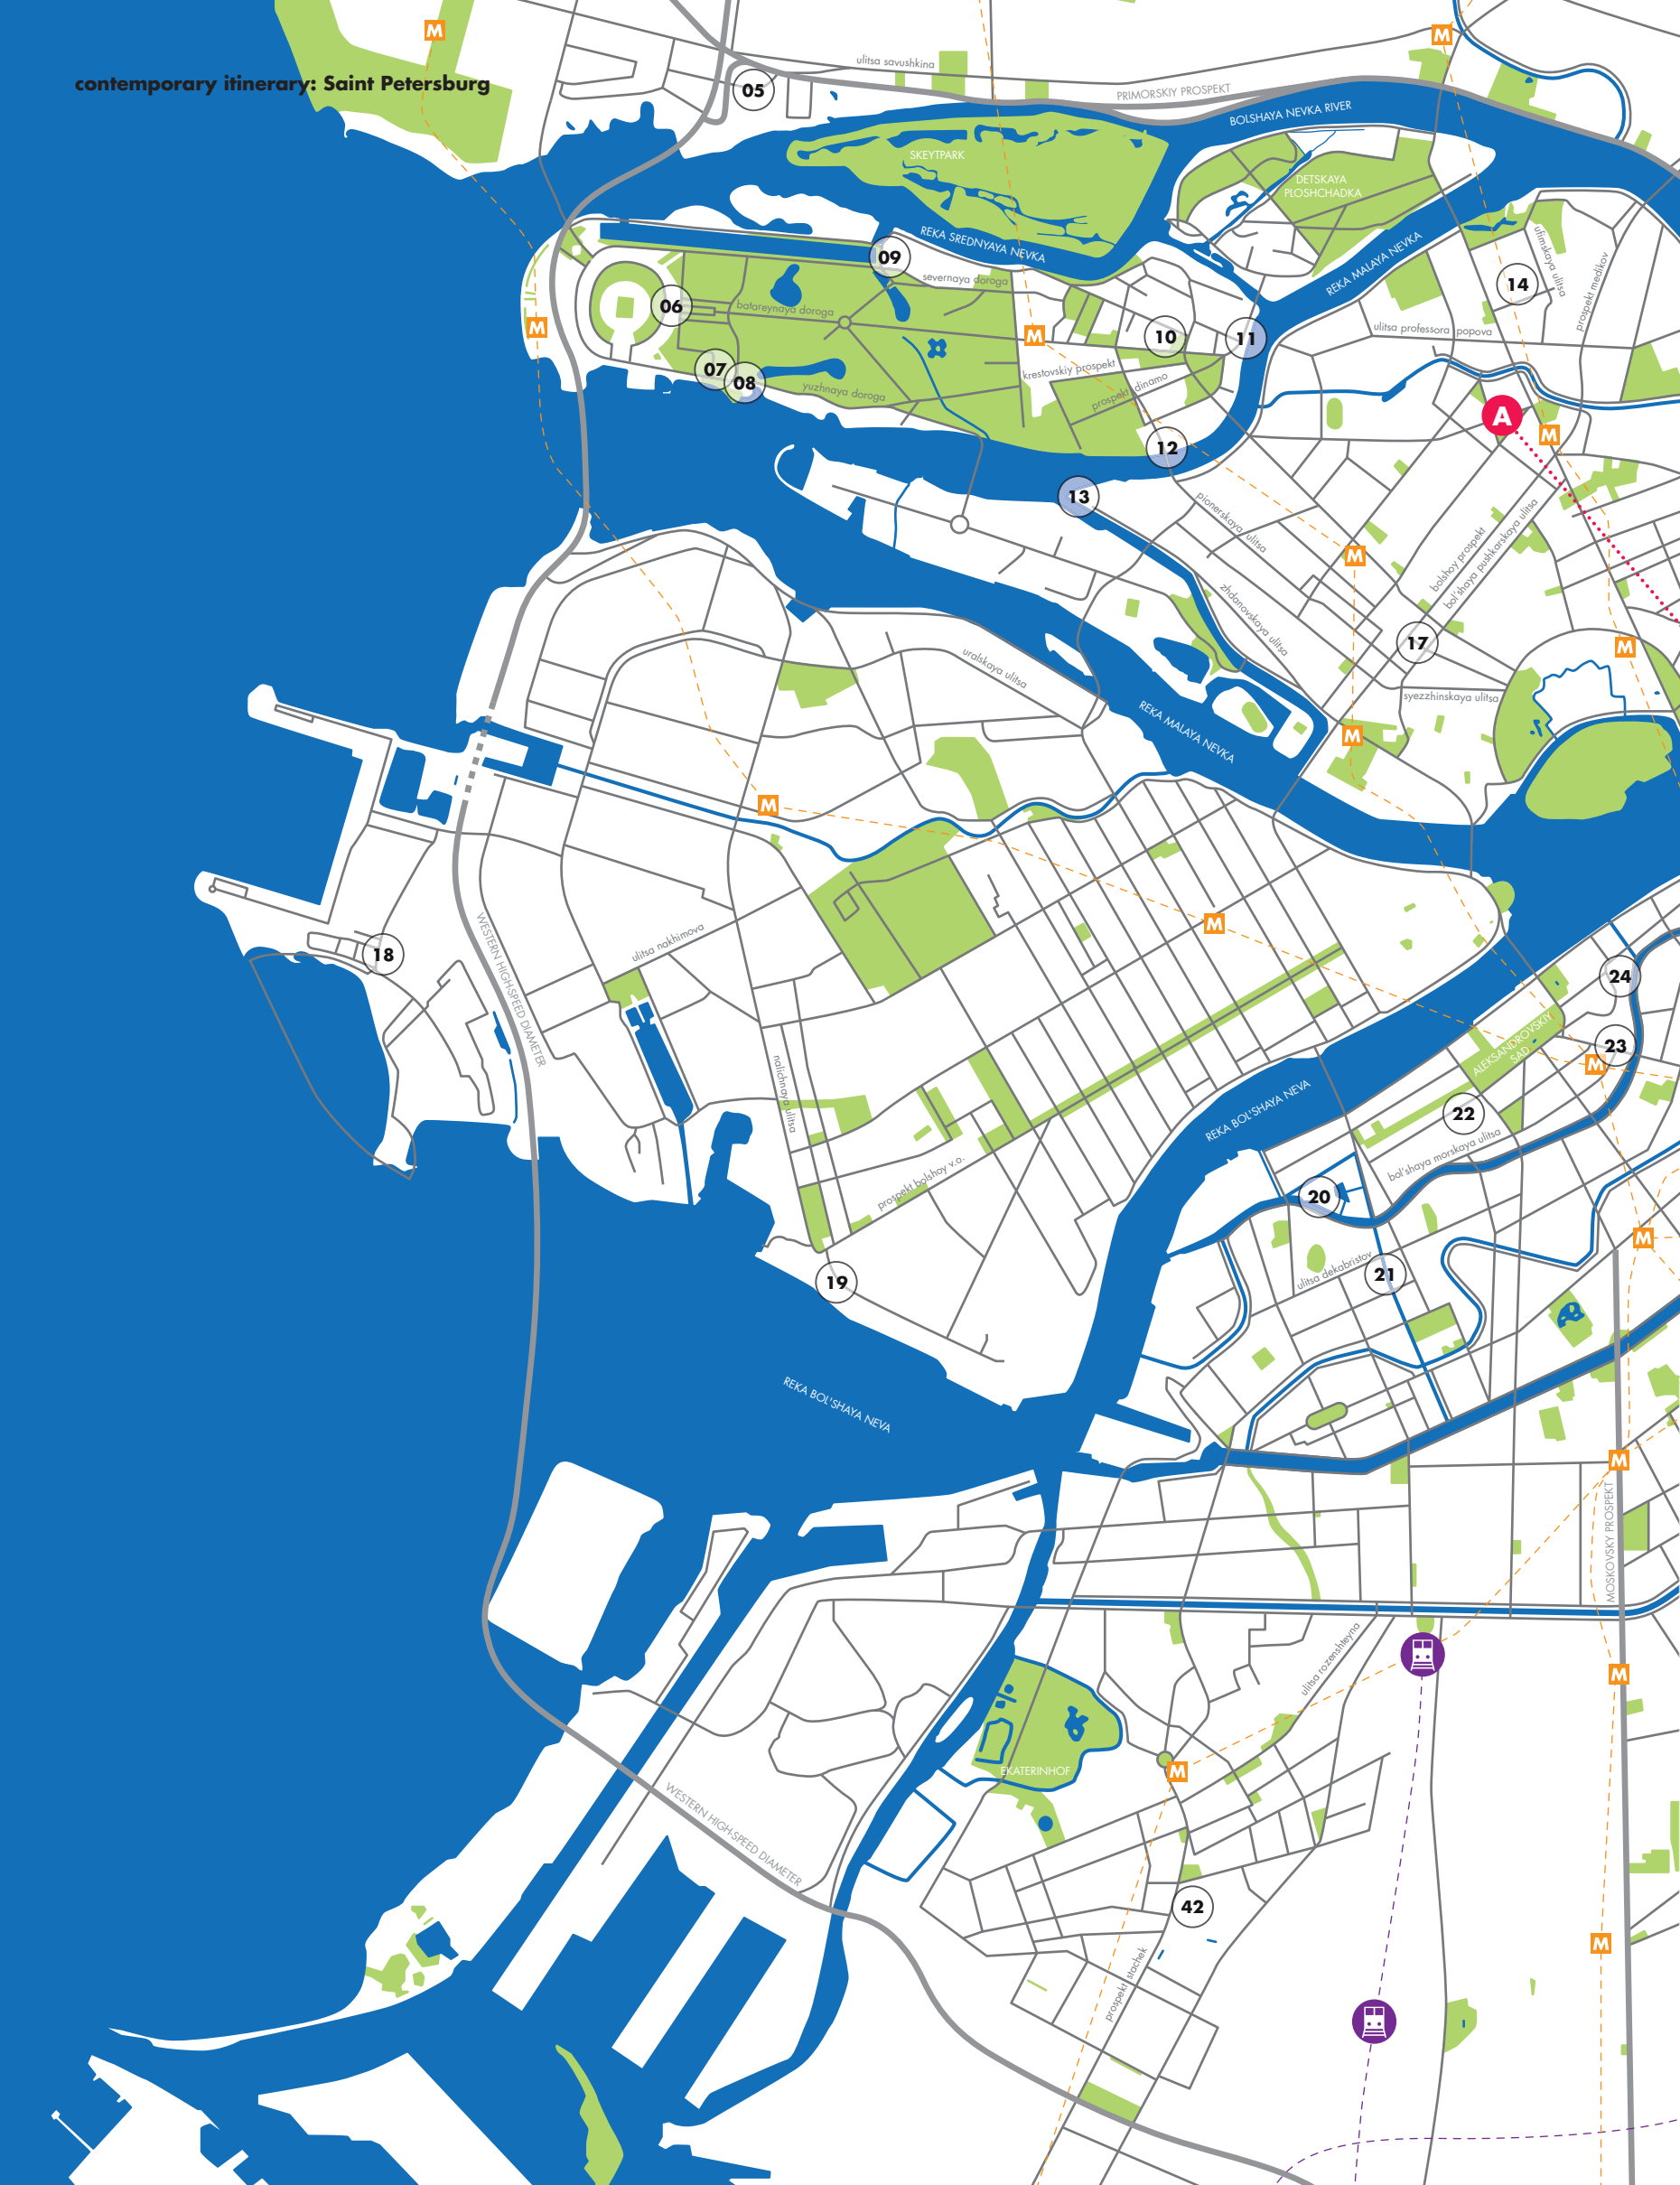 M
M
contemporary itinerary: Saint Petersburg
ulitsa savushkina
05
PRIMORSKIY PROSPEKT
BOLSHAYA NEVKA RIVER
SKEYTPARK
DETSKAYA
PLOSHCHADKA
REKA SREDNYAYA NEVKA
REKA MALAYA NEVKA
09
severnaya doroga
14
ufimskaya ulitsa
prospekt medikov
06
batareynaya doroga
M
M
10
11
ulitsa professora popova
07
08
krestovskiy prospekt
prospekt dinamo
yuzhnaya doroga
A
M
12
13
pionerskaya ulitsa
bolshoy prospekt
bol'shaya pushkarskaya ulitsa
M
zhdanovskaya ulitsa
17
M
uralskaya ulitsa
syezzhinskaya ulitsa
REKA MALAYA NEVKA
M
M
M
18
WESTERN HIGH-SPEED DIAMETER
ulitsa nakhimova
24
ALEKSANDROVSKIY
SAD
23
M
nalichnaya ulitsa
REKA BOL'SHAYA NEVA
22
bol'shaya morskaya ulitsa
prospekt bolshoy v.o.
20
M
19
ulitsa dekabristov
21
REKA BOL'SHAYA NEVA
M
MOSKOVSKY PROSPEKT
ulitsa rozenshteyna
M
EKATERINHOF
M
WESTERN HIGH-SPEED DIAMETER
42
M
prospekt stachek